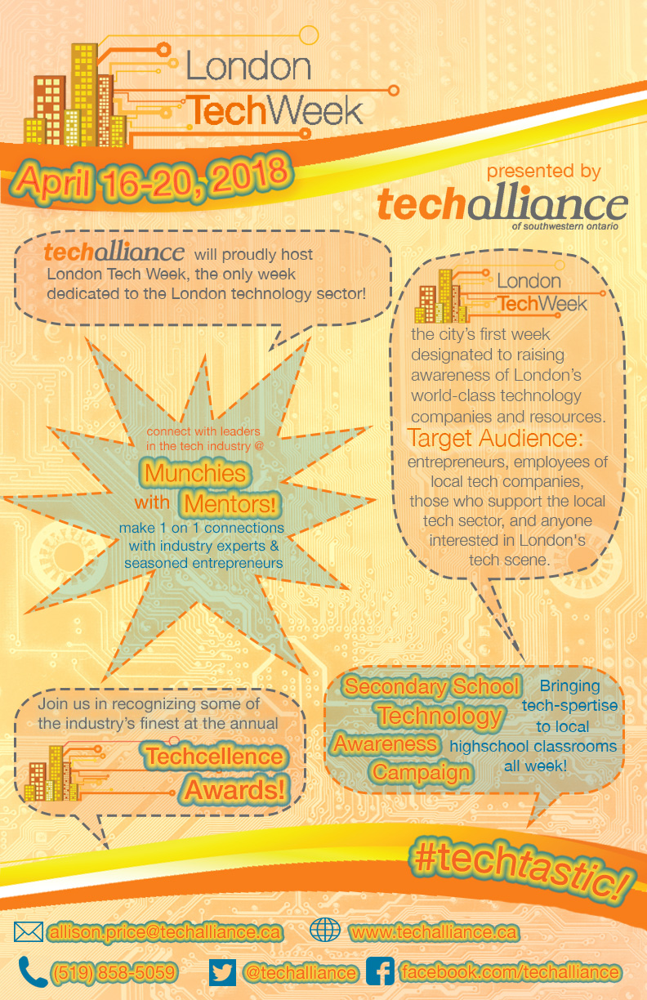 London
TechWeek
April 16-20, 2018
presented by
techalliance
of southwestern ontario
techalliance will proudly host
London Tech Week, the only week
dedicated to the London technology sector!
London
TechWeek
the city's first week
designated to raising
awareness of London's
world-class technology
companies and resources.
Target Audience:
entrepreneurs, employees of
local tech companies,
those who support the local
tech sector, and anyone
interested in London's
tech scene.
connect with leaders
in the tech industry @
Munchies
with Mentors!
make 1 on 1 connections
with industry experts &
seasoned entrepreneurs
Secondary School
Technology
Awareness
Campaign
Bringing
tech-spertise
to local
highschool classrooms
all week!
Join us in recognizing some of
the industry's finest at the annual
Techcellence
Awards!
#techtastic!
allison.price@techalliance.ca
www.techalliance.ca
(519) 858-5059
@techalliance
facebook.com/techalliance